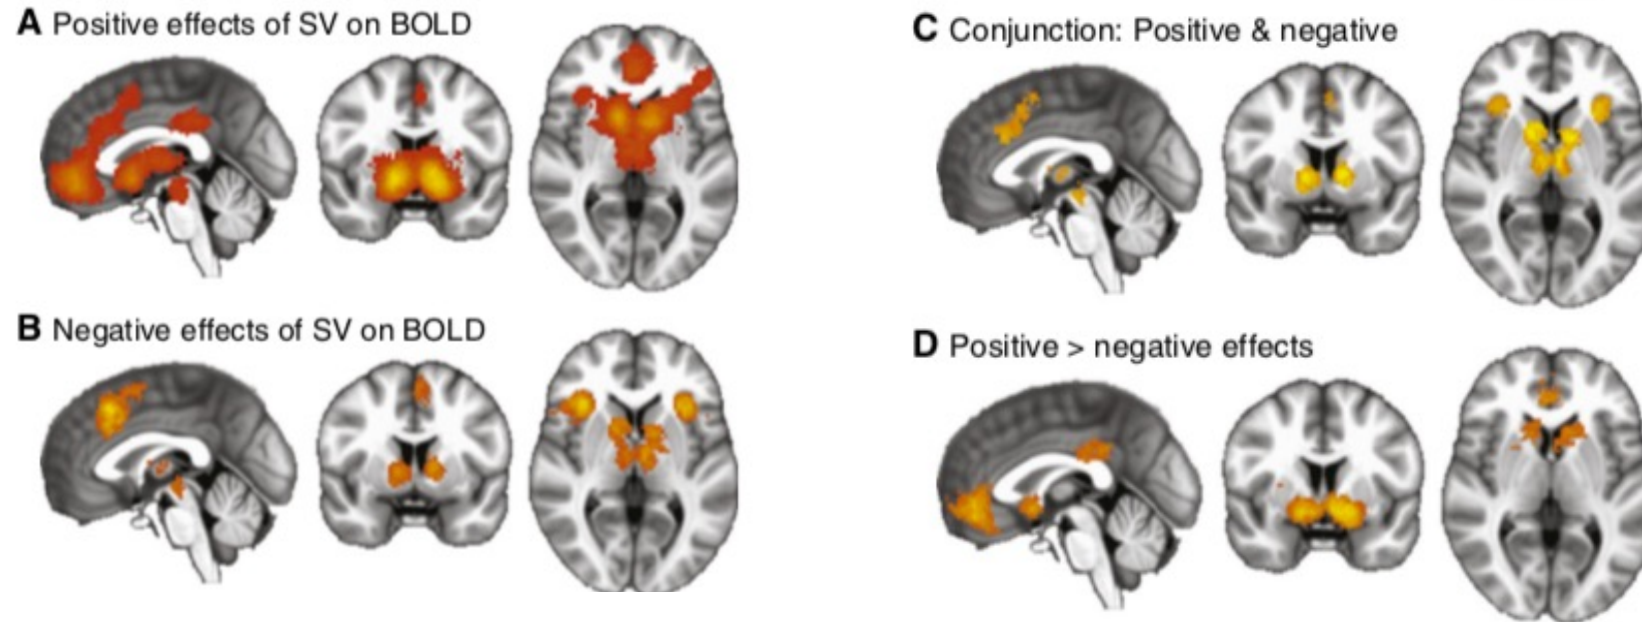 A Positive effects of SV on BOLD
B Negative effects of SV on BOLD
C Conjunction: Positive & negative
D Positive > negative effects